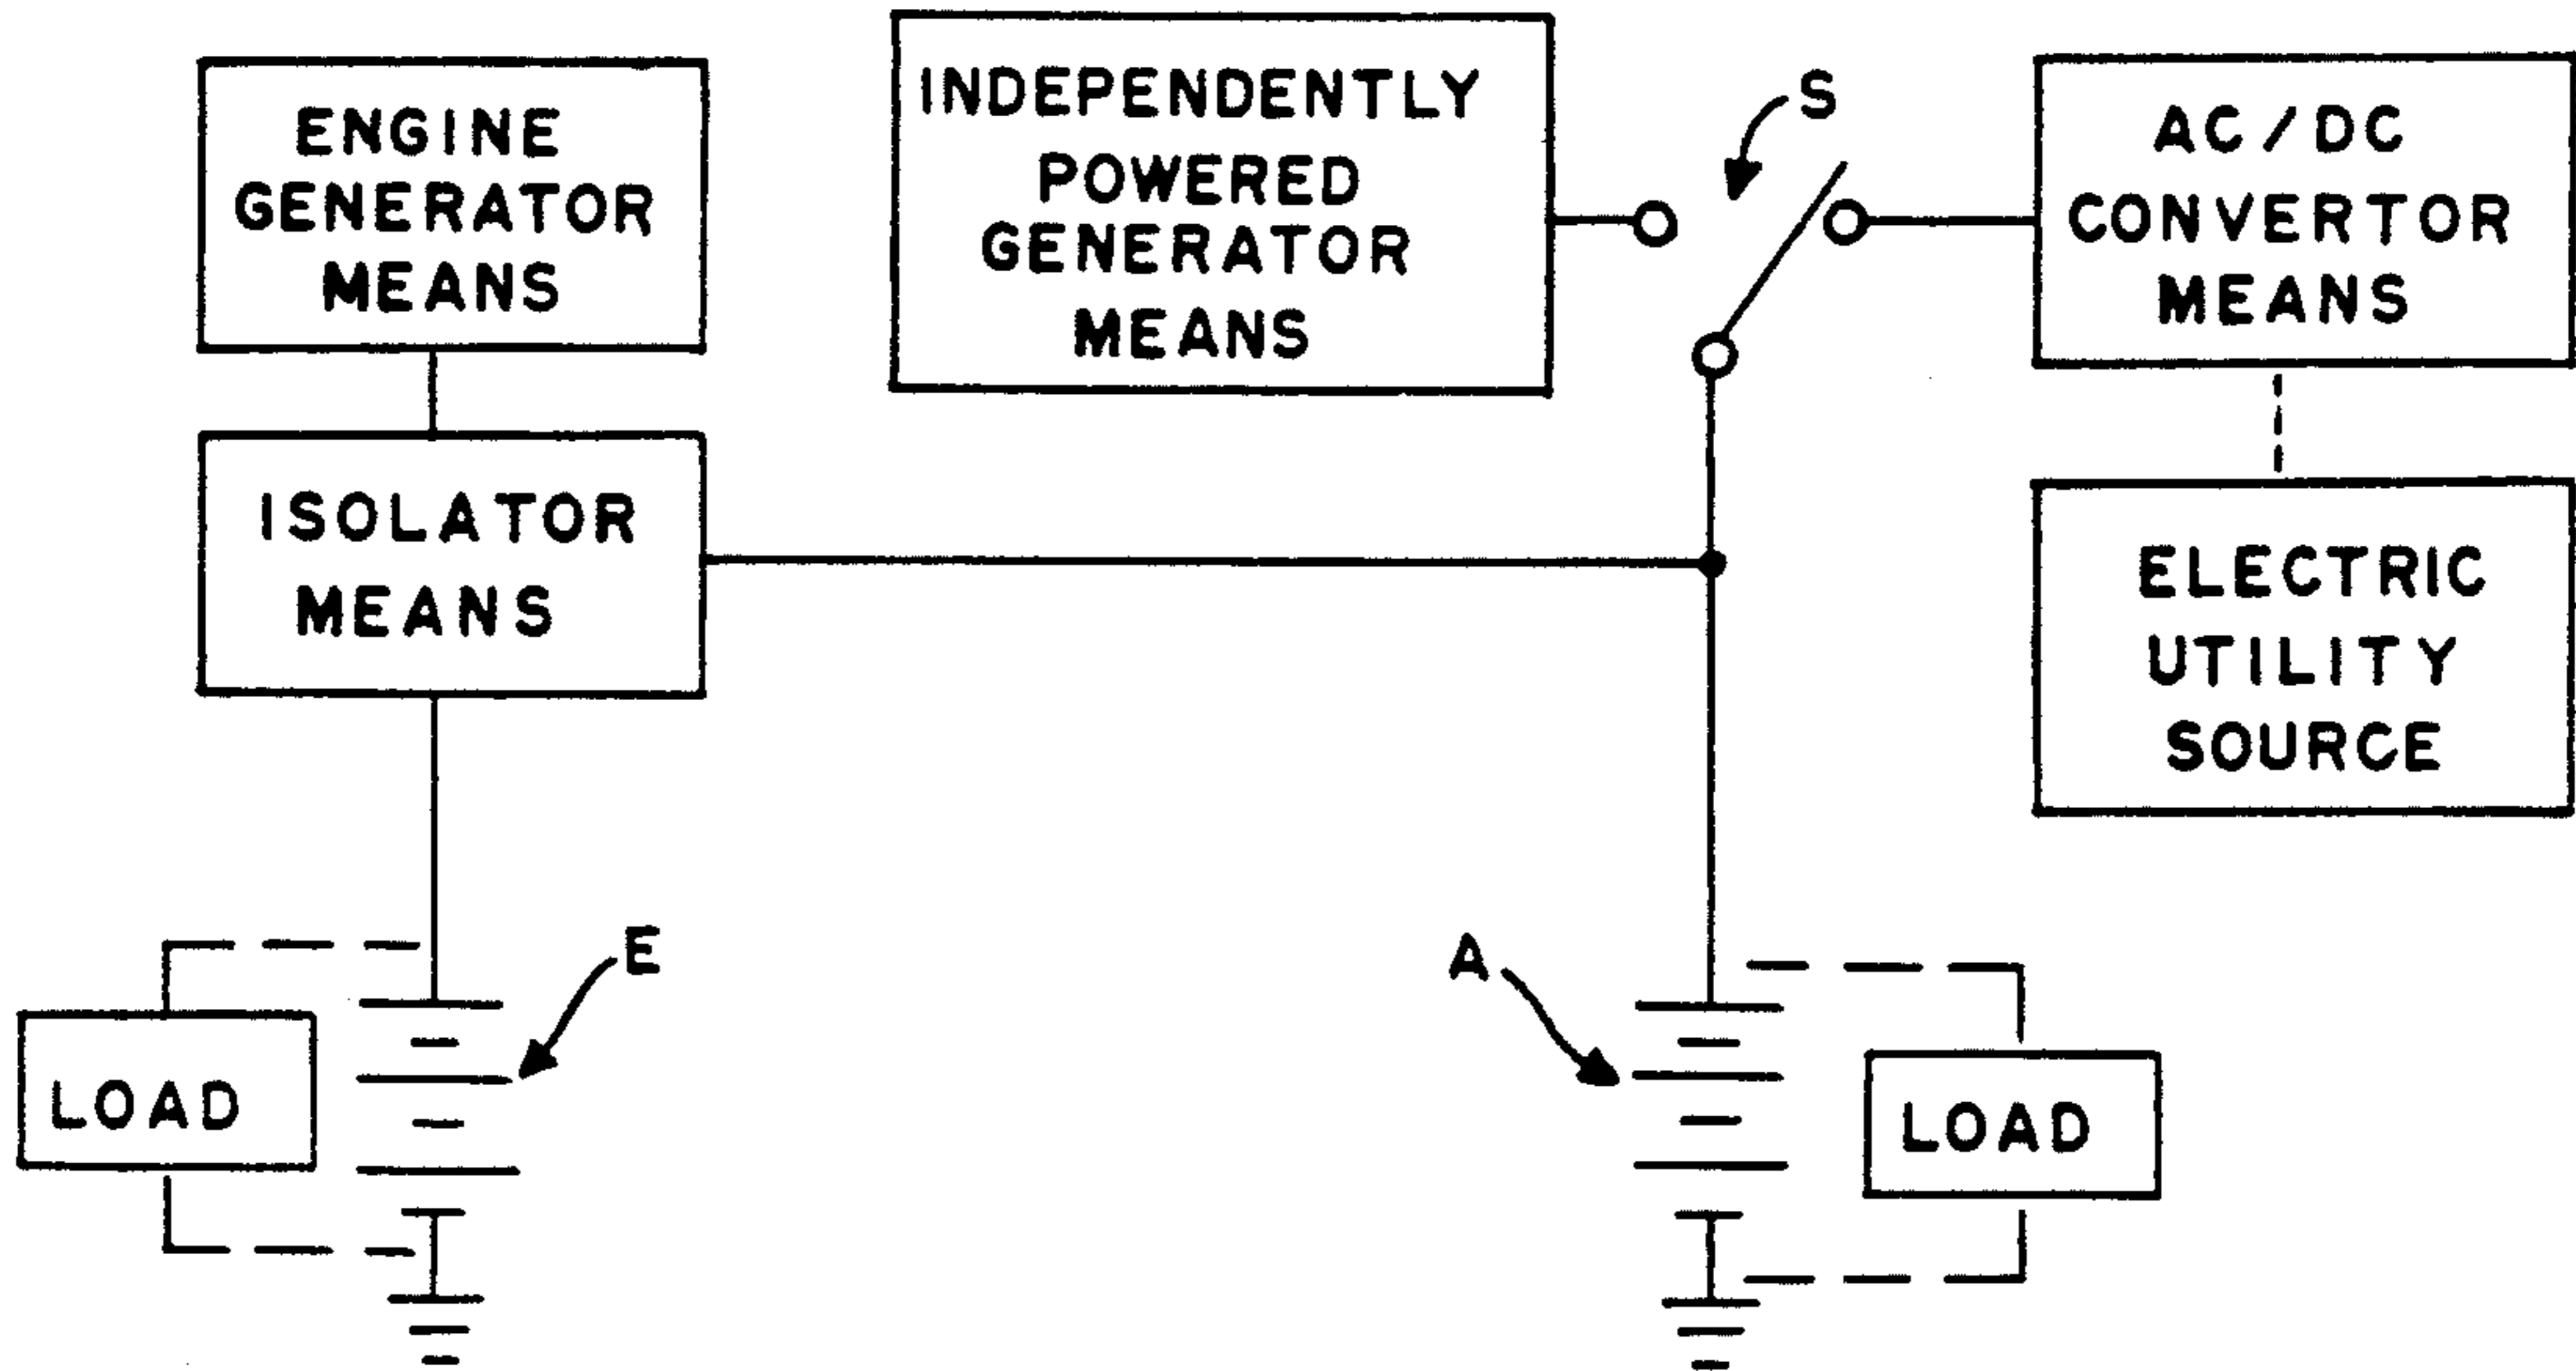 ENGINE
GENERATOR
MEANS
INDEPENDENTLY
POWERED
GENERATOR
MEANS
S
AC/DC
CONVERTOR
MEANS
ISOLATOR
MEANS
ELECTRIC
UTILITY
SOURCE
E
A
LOAD
LOAD